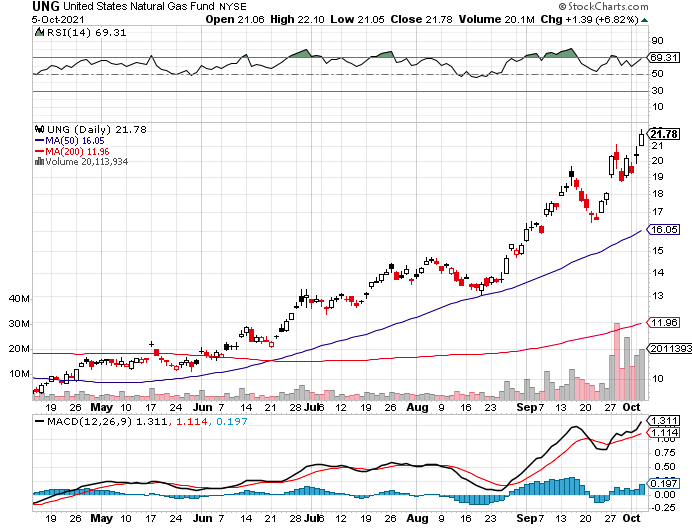 UNG United States Natural Gas Fund NYSE © StockCharts.com
5-Oct-2021 Open 21.06 High 22.10 Low 21.05 Close 21.78 Volume 20.1M Chg +1.39 (+6.82%)
RSI(14) 69.31
90
69.31
50
30
10
UNG (Daily) 21.78
MA(50) 16.05
MA(200) 11.96
Volume 20,113,934
21.78
21
20
19
18
17
16.05
15
14
13
11.96
2011393
10
40M
30M
20M
10M
19 26 May 10 17 24 Jun 7 14 21 28 Jul 6 12 19 26 Aug 9 16 23 Sep 7 13 20 27 Oct
MACD(12,26,9) 1.311, 1.114, 0.197
1.311
1.114
0.75
0.50
0.197
0.00
-0.25
19 26 May 10 17 24 Jun 7 14 21 28 Jul 6 12 19 26 Aug 9 16 23 Sep 7 13 20 27 Oct